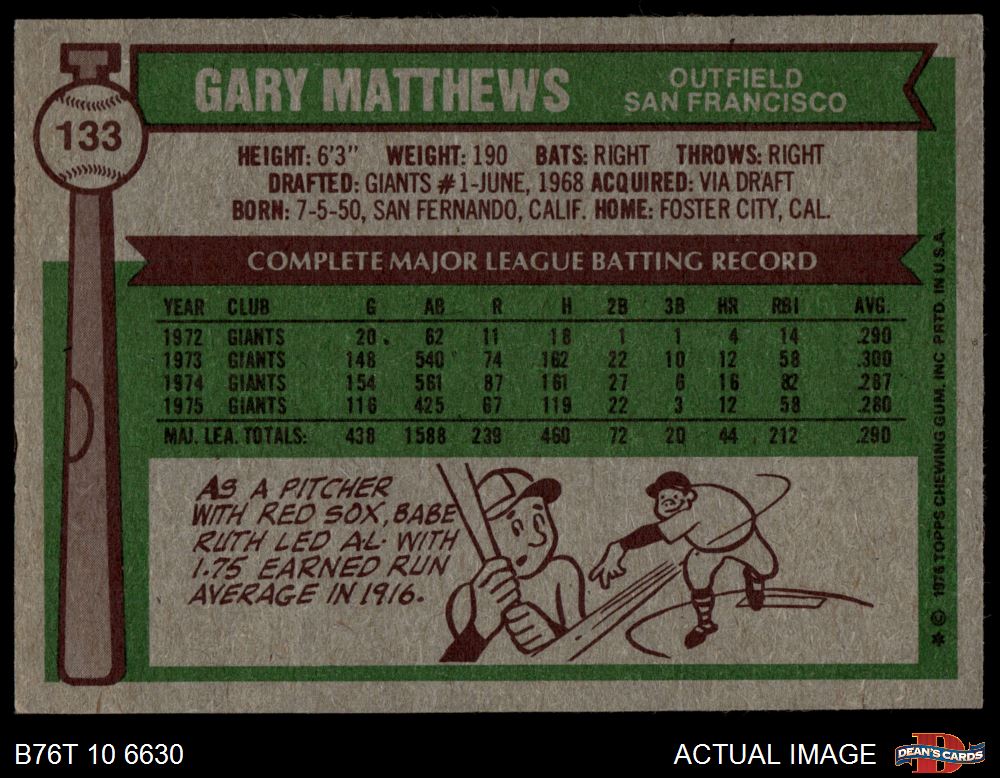 133
GARY MATTHEWS
OUTFIELD
SAN FRANCISCO
HEIGHT: 6'3" WEIGHT: 190 BATS: RIGHT THROWS: RIGHT
DRAFTED: GIANTS #1-JUNE, 1968 ACQUIRED: VIA DRAFT
BORN: 7-5-50, SAN FERNANDO, CALIF. HOME: FOSTER CITY, CAL.
COMPLETE MAJOR LEAGUE BATTING RECORD
YEAR CLUB G AB R H 2B 3B HR RBI AVG.
1972 GIANTS 20 62 11 18 1 1 4 14 .290
1973 GIANTS 148 540 74 162 22 10 12 58 .300
1974 GIANTS 154 561 87 161 27 6 16 82 .287
1975 GIANTS 116 425 67 119 22 3 12 58 .280
MAJ. LEA. TOTALS: 438 1588 239 460 72 20 44 212 .290
AS A PITCHER
WITH RED SOX, BABE
RUTH LED A.L. WITH
1.75 EARNED RUN
AVERAGE IN 1916.
* © 1976 TOPPS CHEWING GUM, INC PRTD. IN U.S.A.
B76T 10 6630
ACTUAL IMAGE
DEAN'S CARDS